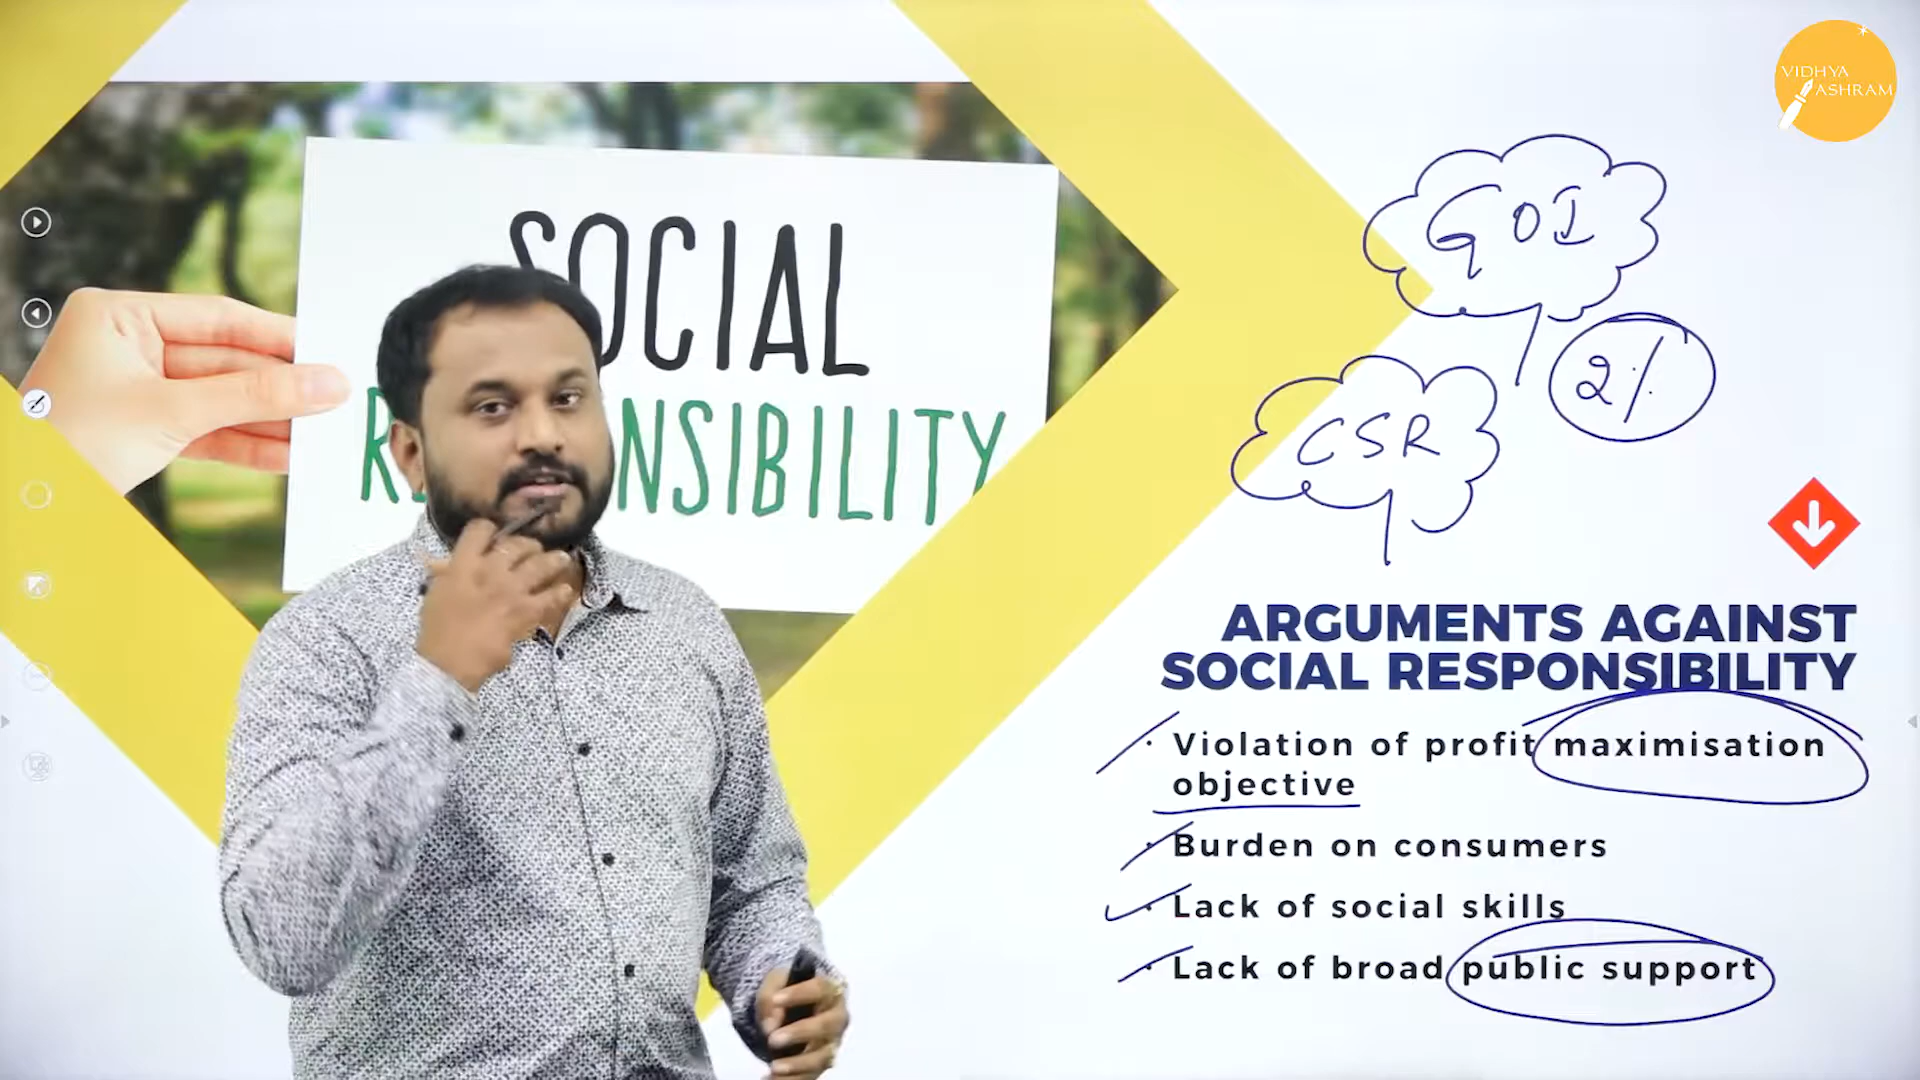 VIDHYA
ASHRAM
SOCIAL
NSIBILITY
GOI
2%
CSR
ARGUMENTS AGAINST
SOCIAL RESPONSIBILITY
· Violation of profit maximisation
objective
· Burden on consumers
· Lack of social skills
· Lack of broad public support